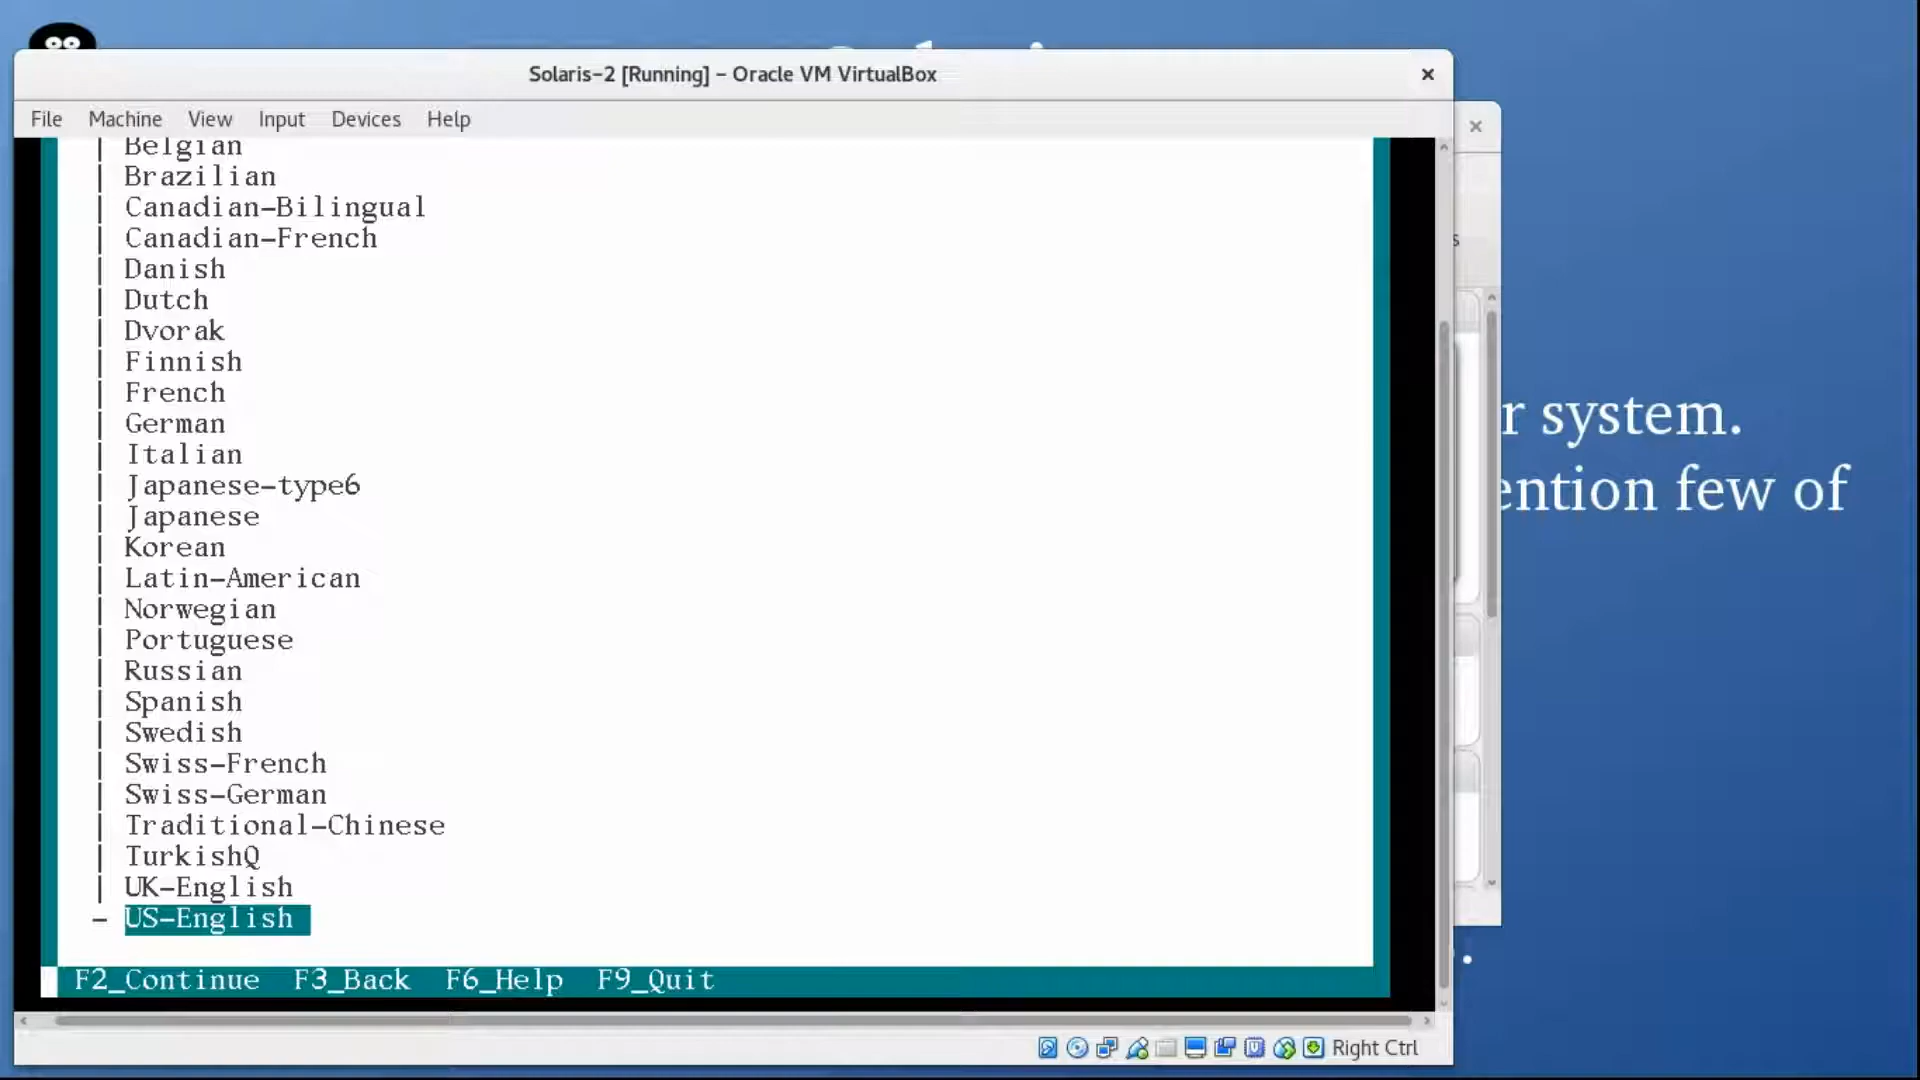 Solaris-2 [Running] - Oracle VM VirtualBox
File Machine View Input Devices Help
Belgian
Brazilian
Canadian-Bilingual
Canadian-French
Danish
Dutch
Dvorak
Finnish
French
German
Italian
Japanese-type6
Japanese
Korean
Latin-American
Norwegian
Portuguese
Russian
Spanish
Swedish
Swiss-French
Swiss-German
Traditional-Chinese
TurkishQ
UK-English
- US-English
F2_Continue F3_Back F6_Help F9_Quit
Right Ctrl
r system.
ention few of